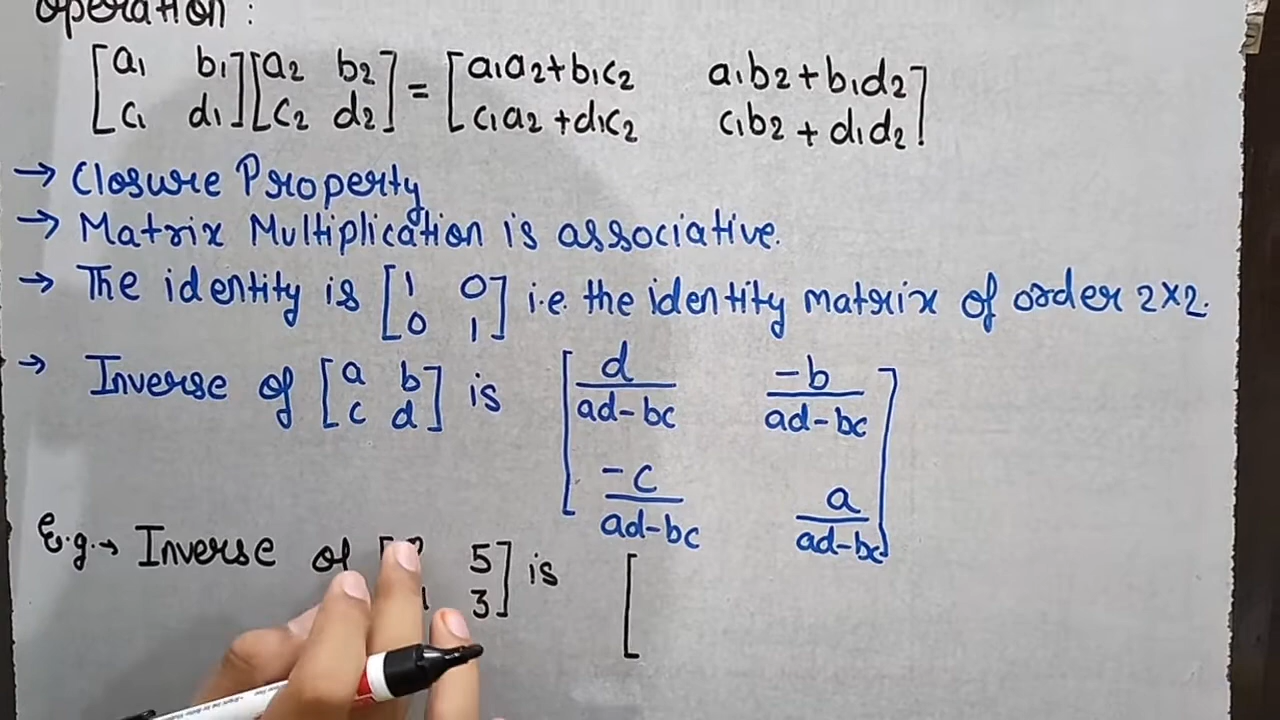 operation :
[a1 b1 c1 d1] [a2 b2 c2 d2] = [a1a2+b1c2 a1b2+b1d2 c1a2+d1c2 c1b2+d1d2]
→ Closure Property
→ Matrix Multiplication is associative.
→ The identity is [1 0 0 1] i.e. the identity matrix of order 2×2.
→ Inverse of [a b c d] is [d/ad-bc -b/ad-bc -c/ad-bc a/ad-bc]
E.g.→ Inverse of [ 5 3] is [